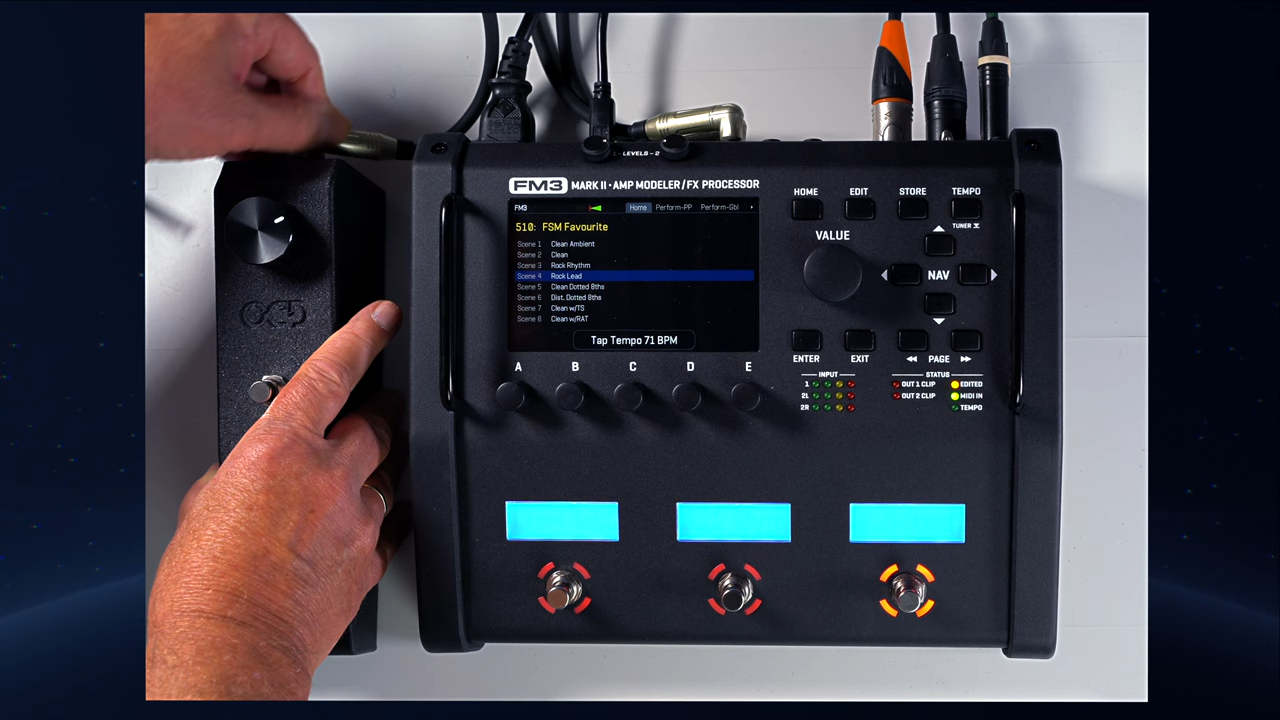 - LEVELS - 2
FM3 MARK II · AMP MODELER / FX PROCESSOR
FM3 Home Perform-PP Perform-Gbl
510: FSM Favourite
Scene 1 Clean Ambient
Scene 2 Clean
Scene 3 Rock Rhythm
Scene 4 Rock Lead
Scene 5 Clean Dotted 8ths
Scene 6 Dist. Dotted 8ths
Scene 7 Clean w/TS
Scene 8 Clean w/RAT
Tap Tempo 71 BPM
A B C D E
HOME EDIT STORE TEMPO
TUNER
VALUE
NAV
ENTER EXIT PAGE
INPUT
1
2L
2R
STATUS
OUT 1 CLIP EDITED
OUT 2 CLIP MIDI IN
TEMPO
OCD